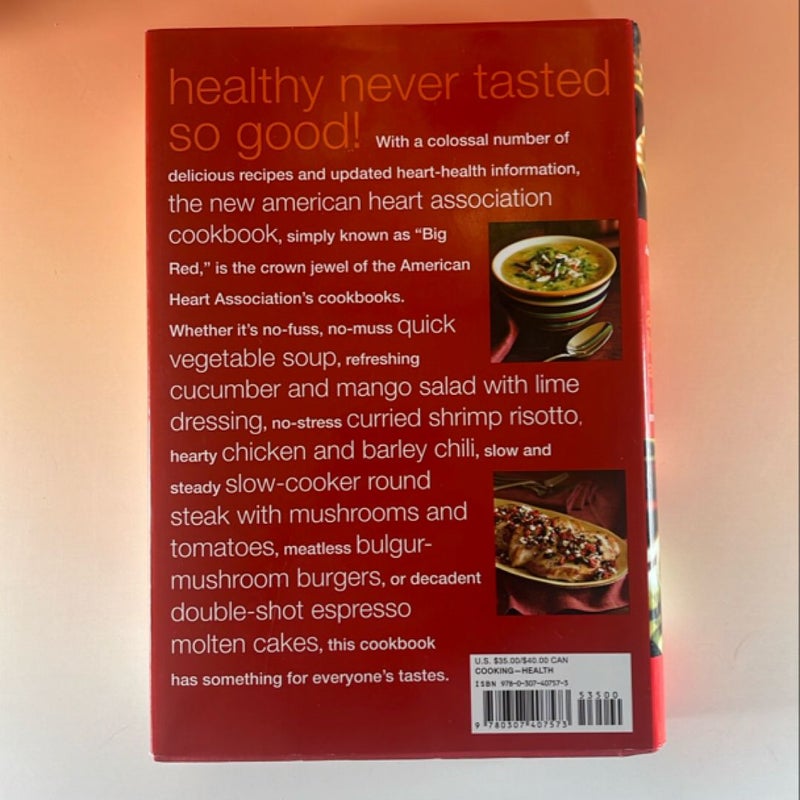 healthy never tasted
so good! With a colossal number of
delicious recipes and updated heart-health information,
the new american heart association
cookbook, simply known as “Big
Red,” is the crown jewel of the American
Heart Association’s cookbooks.
Whether it’s no-fuss, no-muss quick
vegetable soup, refreshing
cucumber and mango salad with lime
dressing, no-stress curried shrimp risotto,
hearty chicken and barley chili, slow and
steady slow-cooker round
steak with mushrooms and
tomatoes, meatless bulgur-
mushroom burgers, or decadent
double-shot espresso
molten cakes, this cookbook
has something for everyone’s tastes.
U.S. $35.00/$40.00 CAN
COOKING—HEALTH
ISBN 978-0-307-40757-3
53500
9 780307 407573